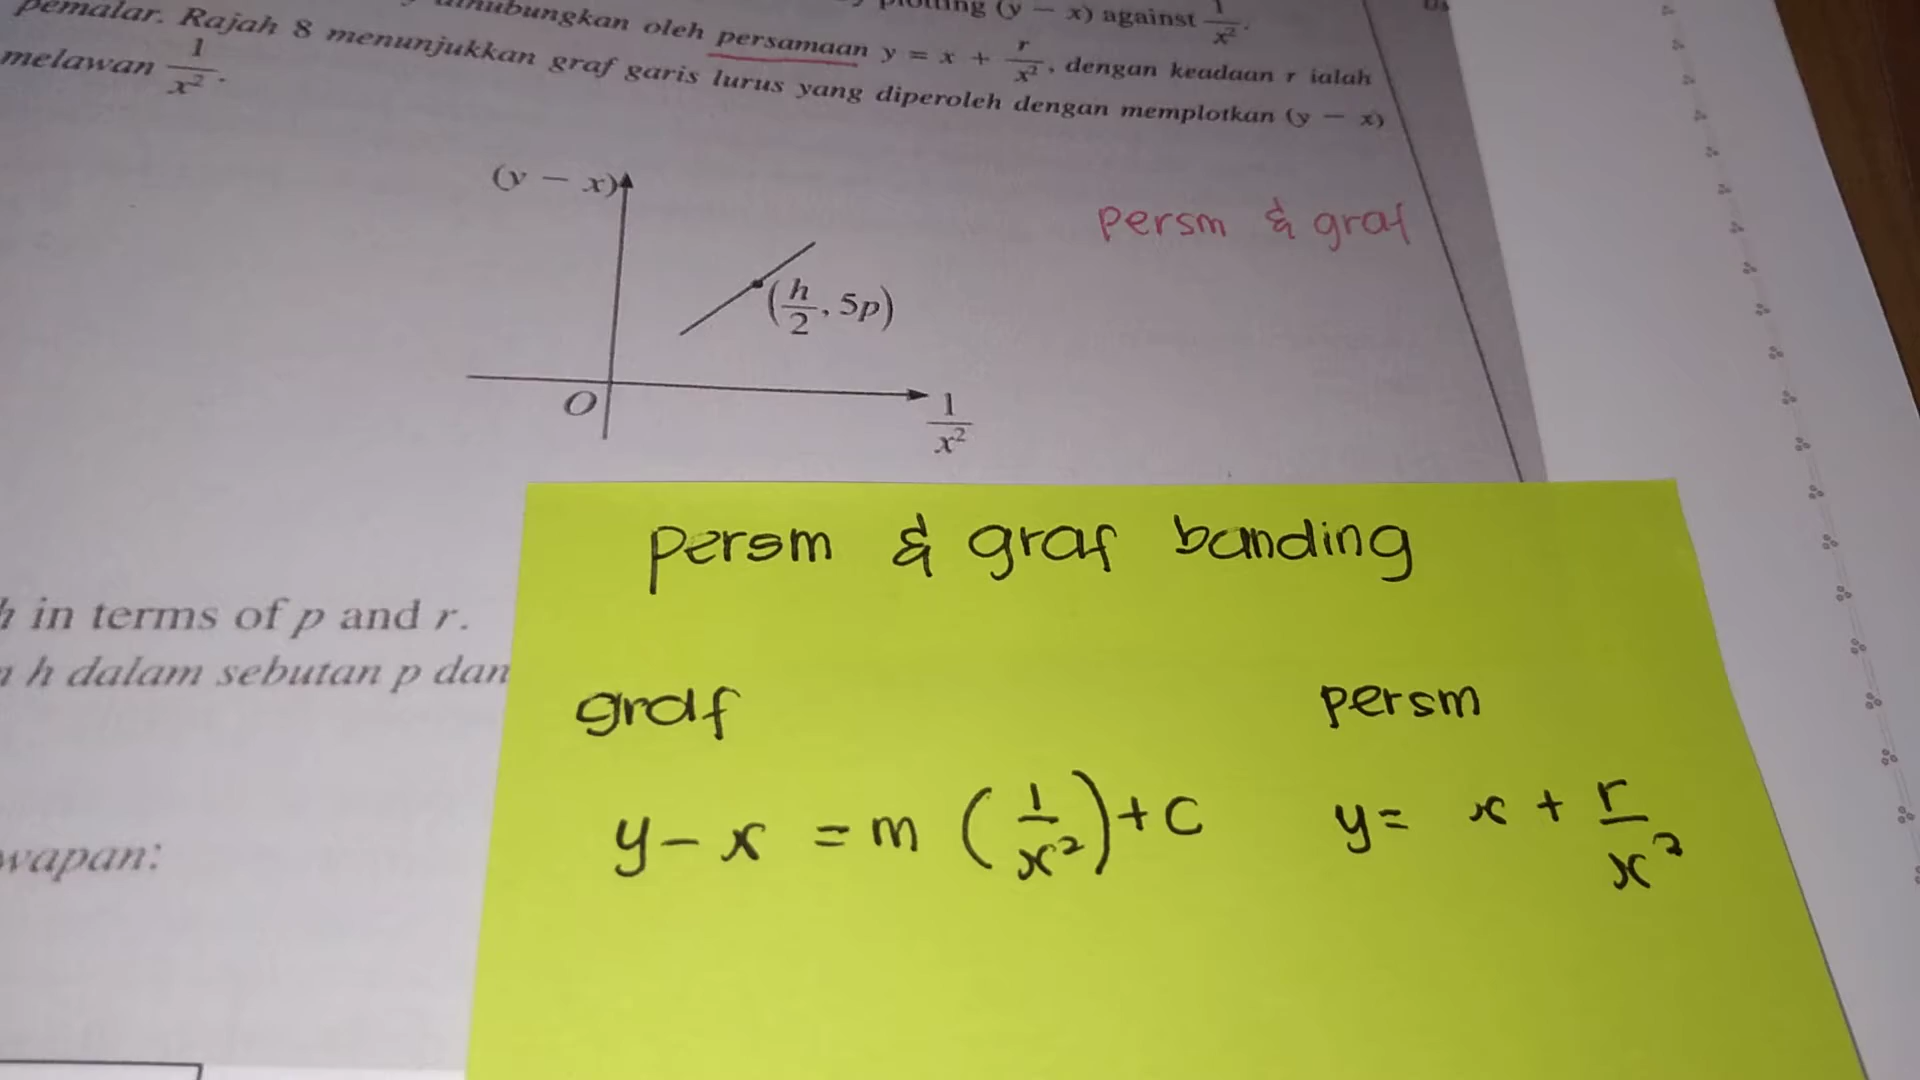 plotting (y − x) against 1/x².
dihubungkan oleh persamaan y = x + r/x², dengan keadaan r ialah
pemalar. Rajah 8 menunjukkan graf garis lurus yang diperoleh dengan memplotkan (y − x)
melawan 1/x².
(y − x)
persm & graf
(h/2, 5p)
O
1/x²
persm & graf banding
h in terms of p and r.
h dalam sebutan p dan
graf
persm
y − x = m (1/x²) + c
y = x + r/x²
wapan: